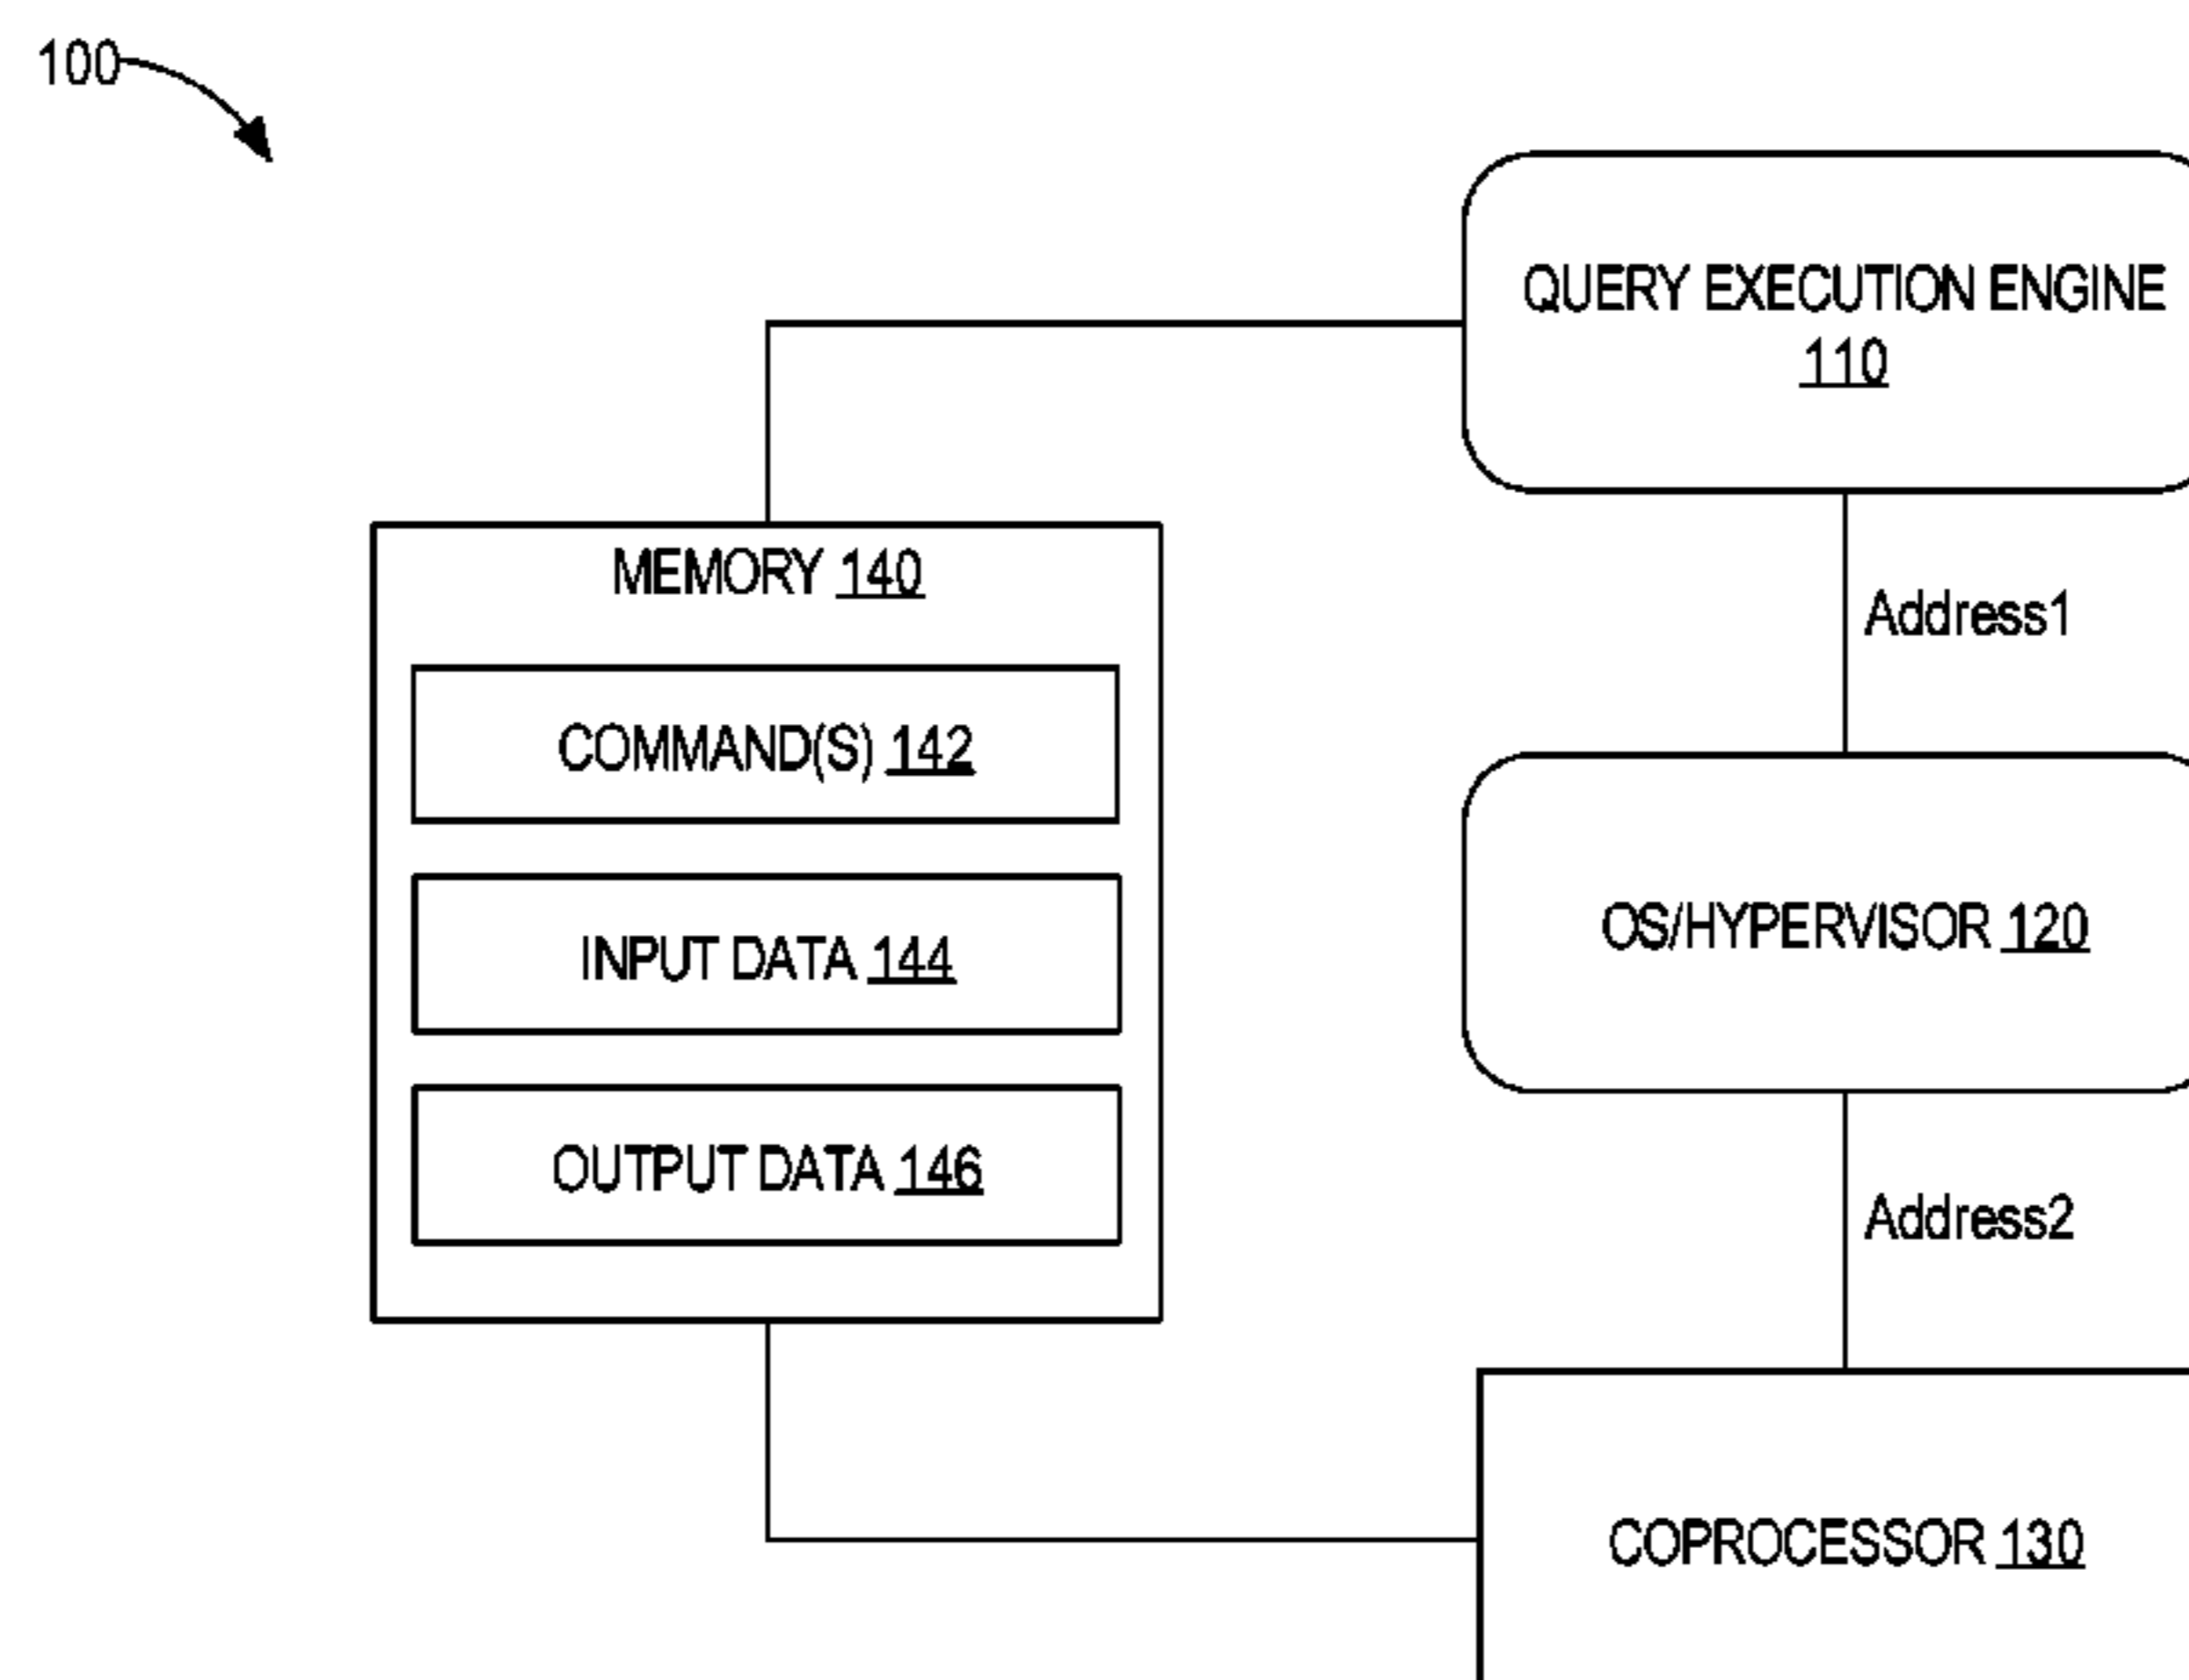 100
QUERY EXECUTION ENGINE
110
MEMORY 140
Address1
COMMAND(S) 142
OS/HYPERVISOR 120
INPUT DATA 144
OUTPUT DATA 146
Address2
COPROCESSOR 130